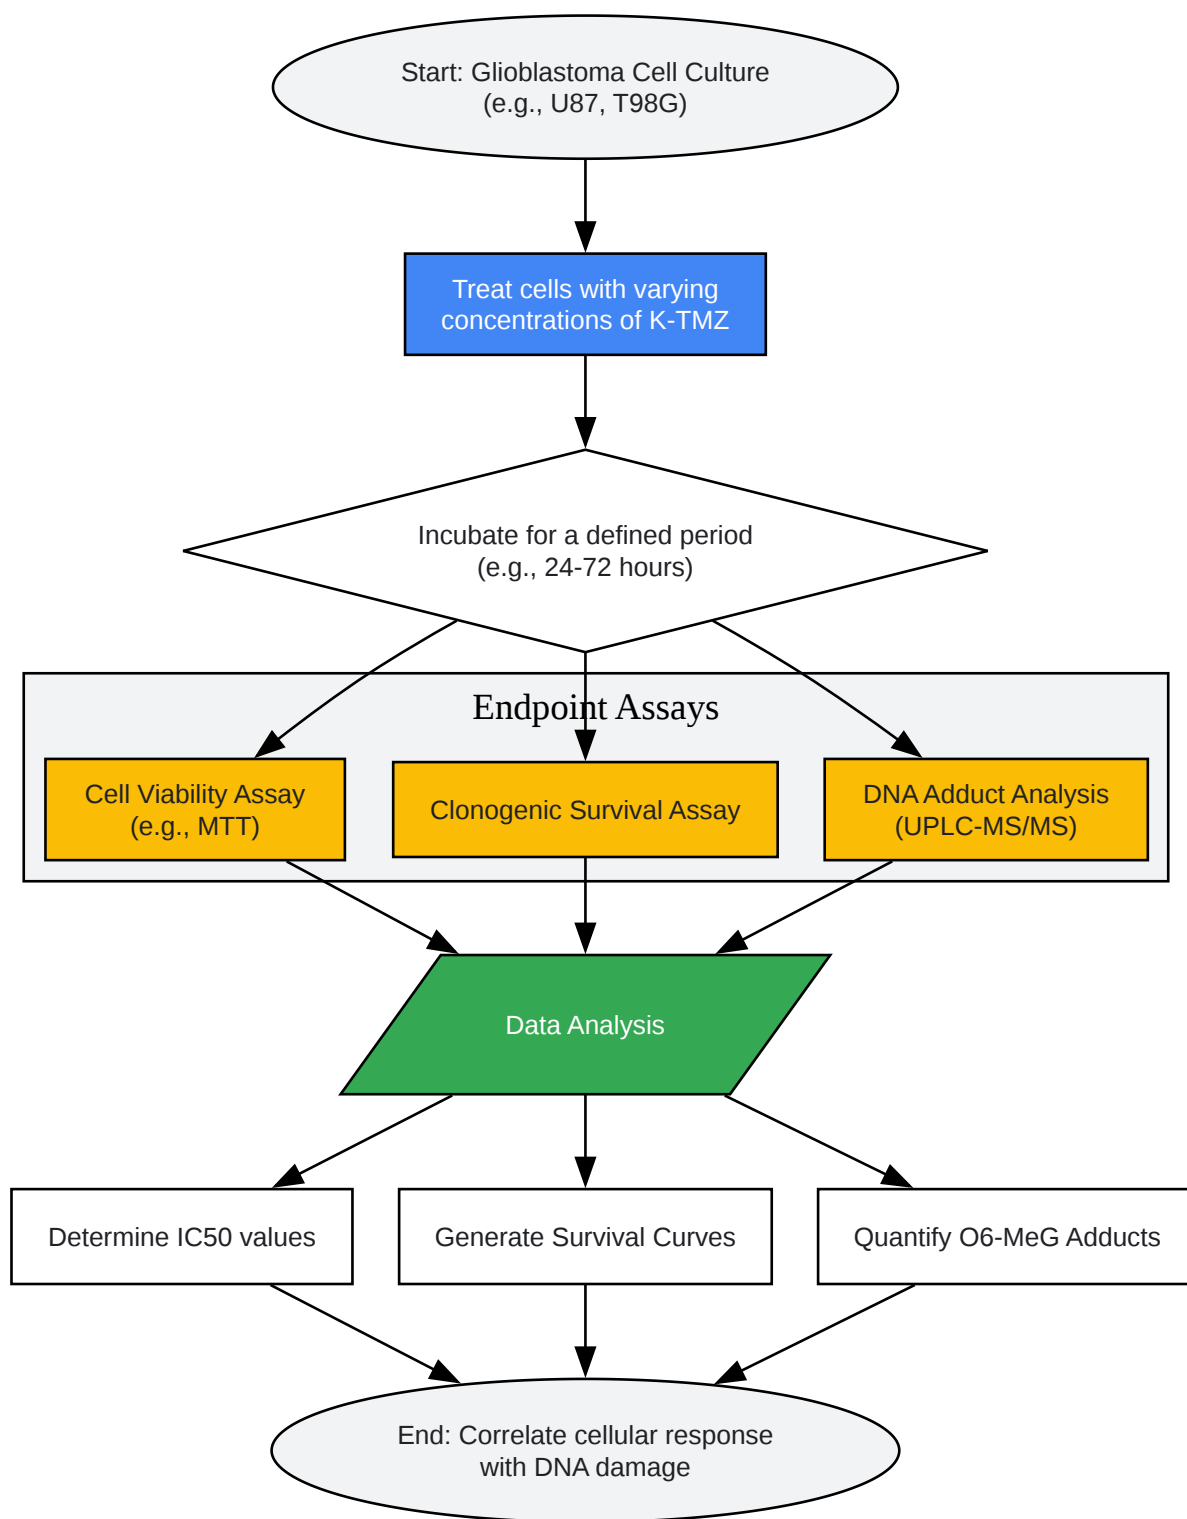 Start: Glioblastoma Cell Culture
(e.g., U87, T98G)
Treat cells with varying
concentrations of K-TMZ
Incubate for a defined period
(e.g., 24-72 hours)
Endpoint Assays
Cell Viability Assay
(e.g., MTT)
Clonogenic Survival Assay
DNA Adduct Analysis
(UPLC-MS/MS)
Data Analysis
Determine IC50 values
Generate Survival Curves
Quantify O6-MeG Adducts
End: Correlate cellular response
with DNA damage